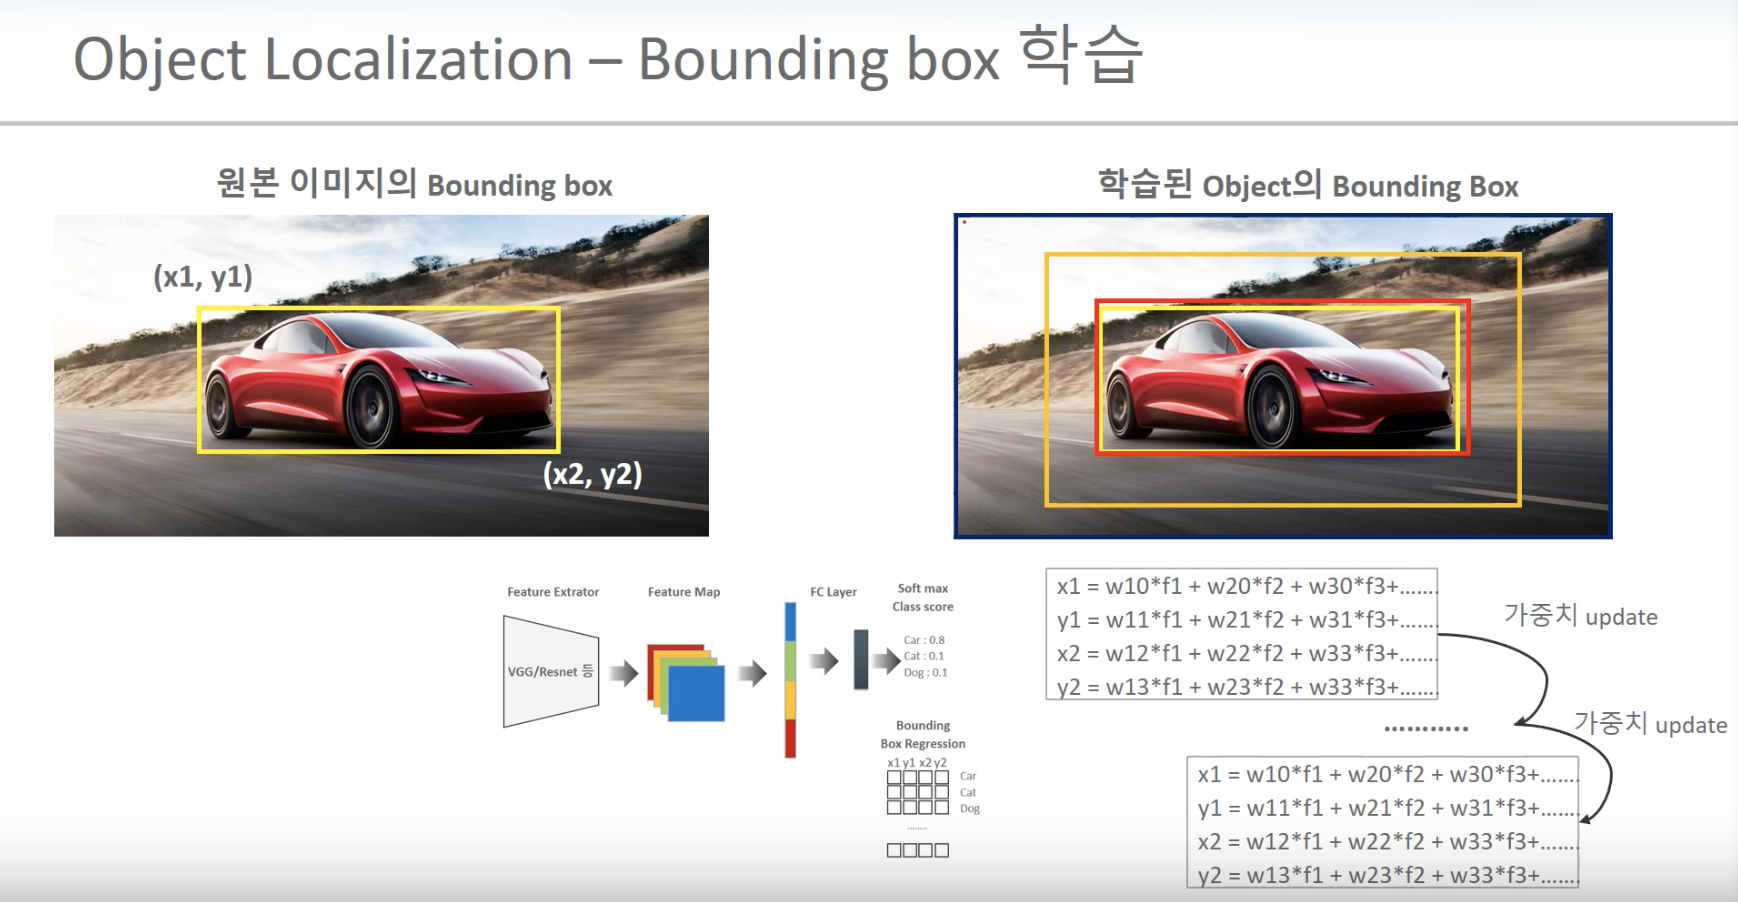 Object Localization – Bounding box 학습
원본 이미지의 Bounding box
(x1, y1)
(x2, y2)
학습된 Object의 Bounding Box
Feature Extrator
VGG/Resnet 등
Feature Map
FC Layer
Soft max
Class score
Car : 0.8
Cat : 0.1
Dog : 0.1
Bounding
Box Regression
x1 y1 x2 y2
Car
Cat
Dog
........
x1 = w10*f1 + w20*f2 + w30*f3+.......
y1 = w11*f1 + w21*f2 + w31*f3+.......
x2 = w12*f1 + w22*f2 + w33*f3+.......
y2 = w13*f1 + w23*f2 + w33*f3+.......
가중치 update
...........
가중치 update
x1 = w10*f1 + w20*f2 + w30*f3+.......
y1 = w11*f1 + w21*f2 + w31*f3+.......
x2 = w12*f1 + w22*f2 + w33*f3+.......
y2 = w13*f1 + w23*f2 + w33*f3+.......